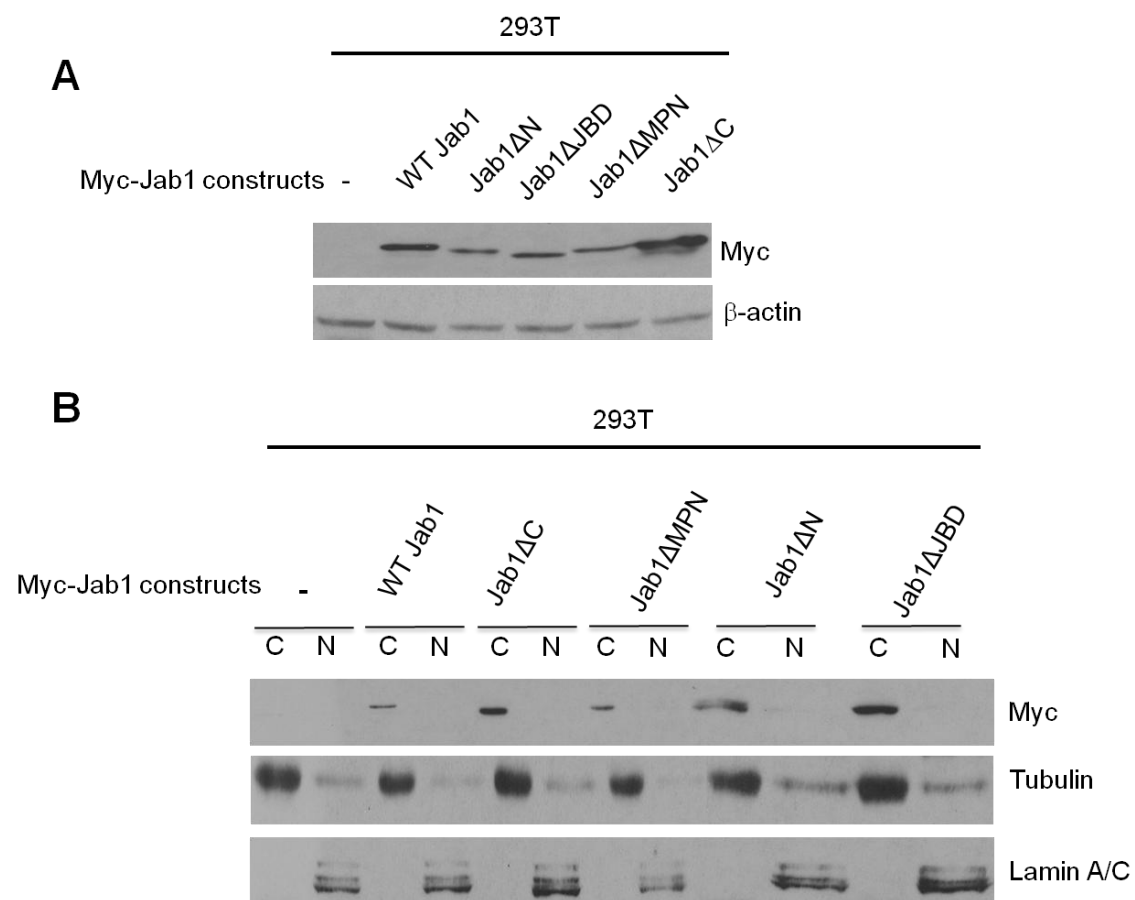 293T
A
WT Jab1 Jab1ΔN Jab1ΔJBD Jab1ΔMPN Jab1ΔC
Myc-Jab1 constructs -
Myc
β-actin
B
293T
WT Jab1 Jab1ΔC Jab1ΔMPN Jab1ΔN Jab1ΔJBD
Myc-Jab1 constructs -
C N C N C N C N C N C N
Myc
Tubulin
Lamin A/C